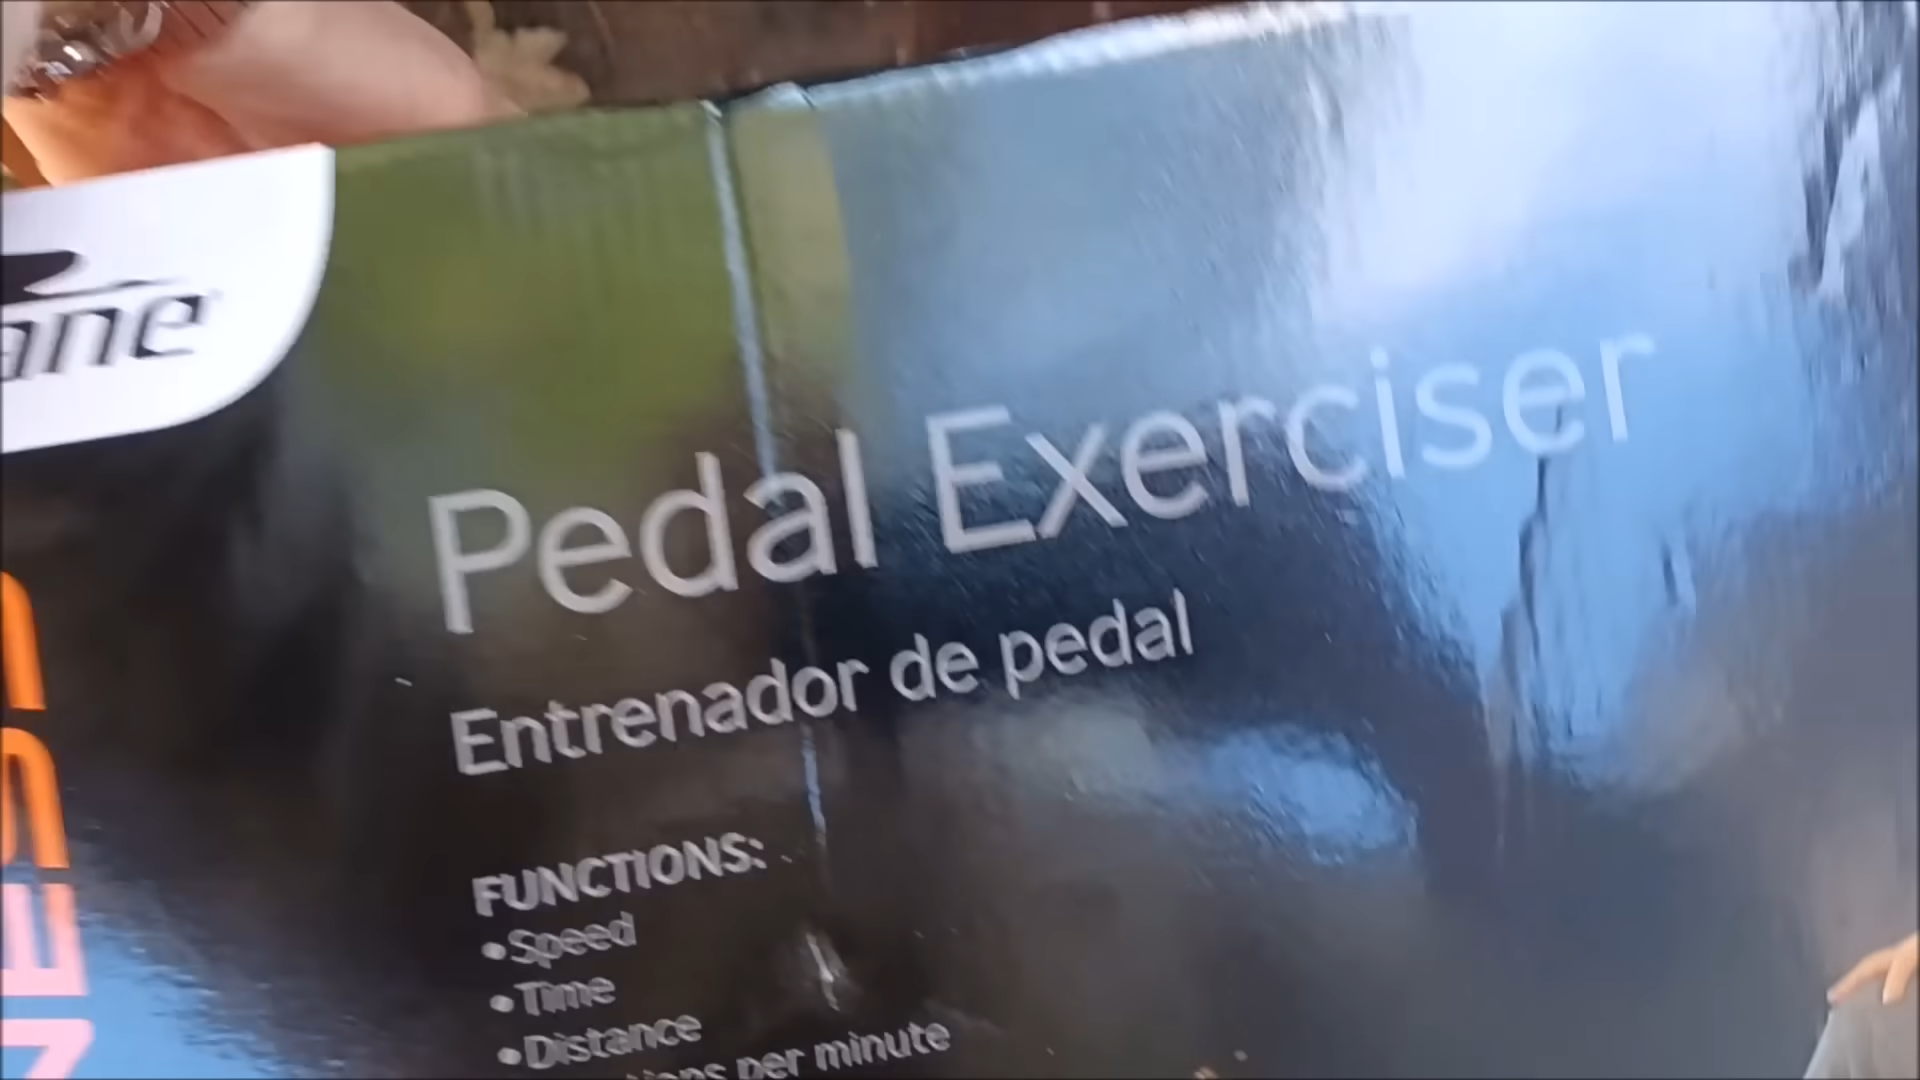 ane
Pedal Exerciser
Entrenador de pedal
FUNCTIONS:
•Speed
•Time
•Distance
per minute